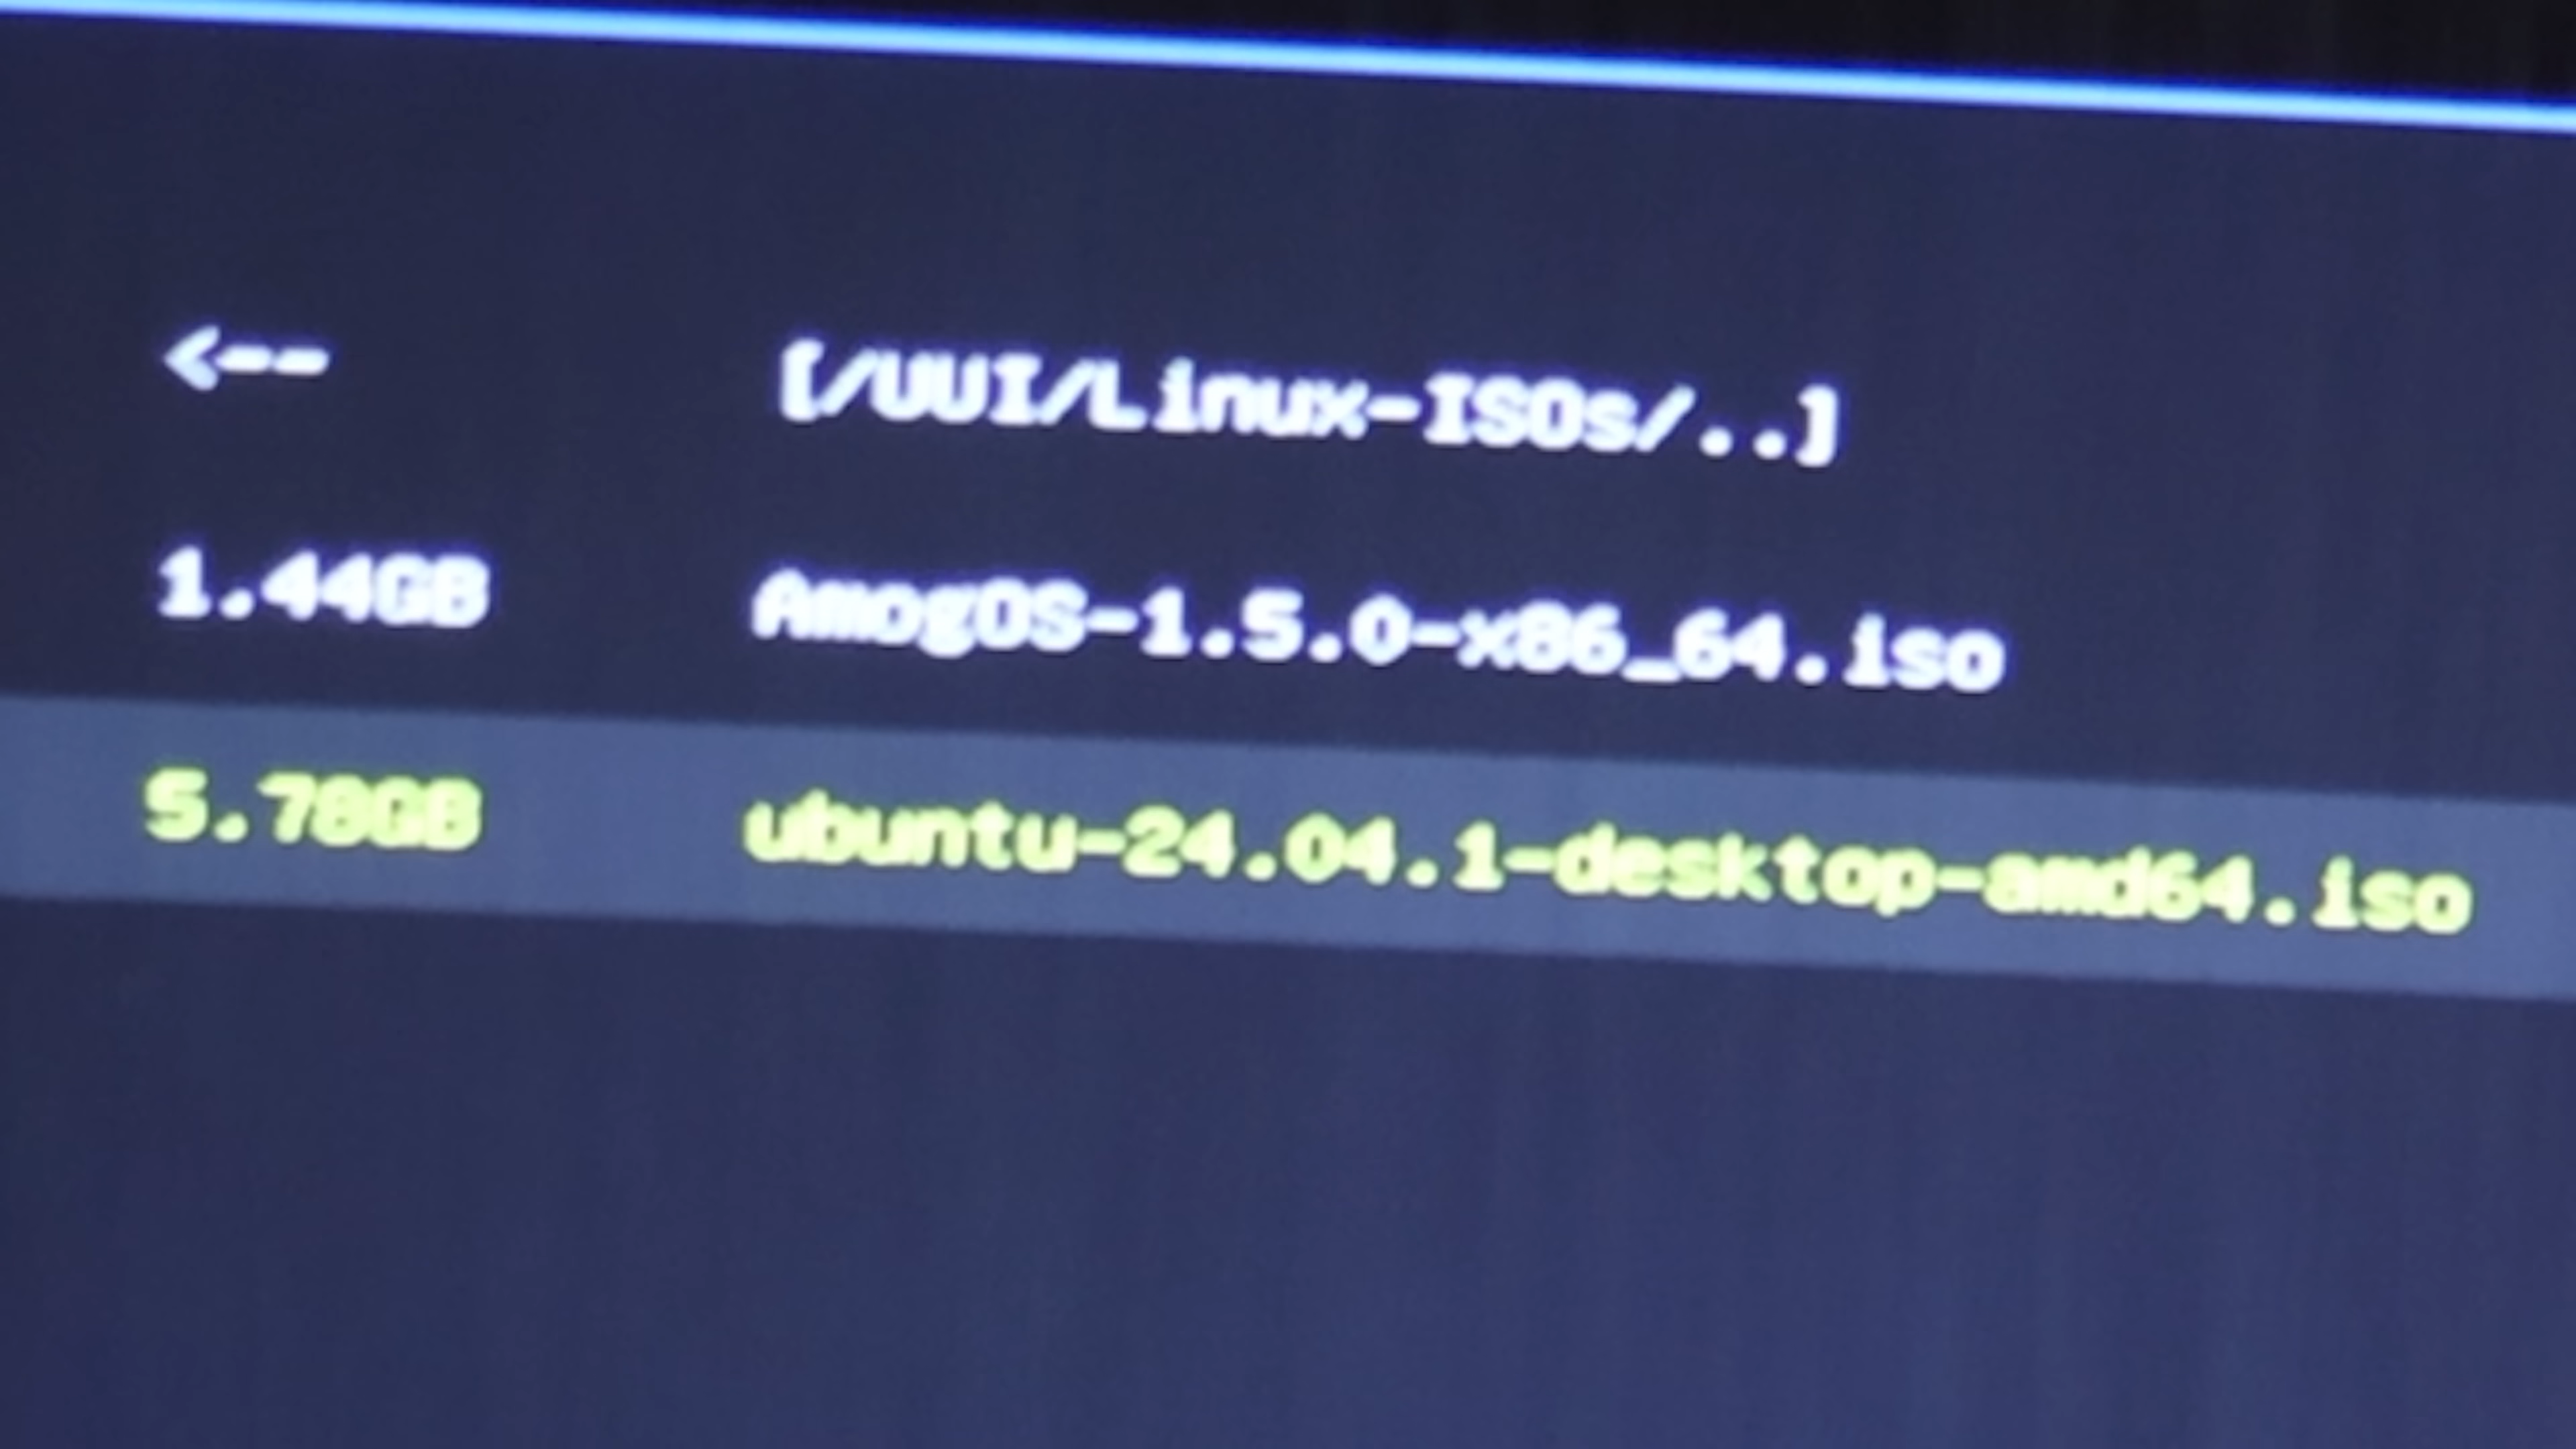 <-- [/UUI/Linux-ISOs/..]
1.44GB AmogOS-1.5.0-x86_64.iso
5.78GB ubuntu-24.04.1-desktop-amd64.iso